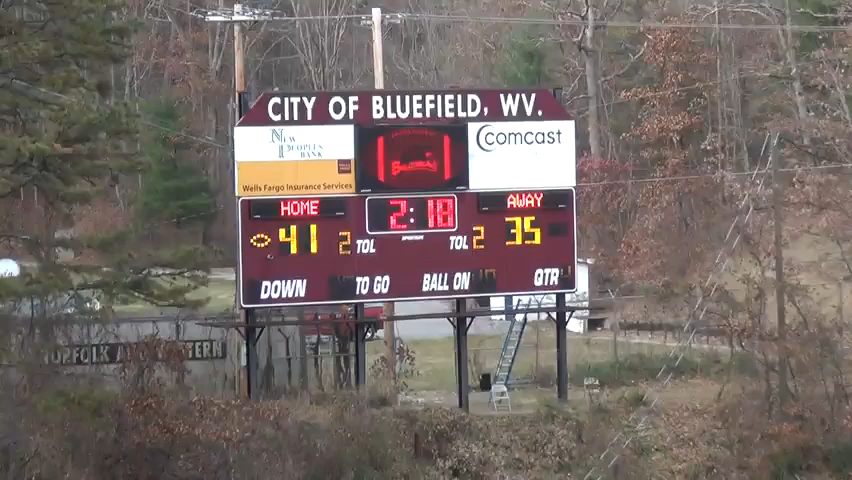 CITY OF BLUEFIELD, WV.
NEW PEOPLES BANK
Wells Fargo Insurance Services
Comcast
HOME 2:18 AWAY
41 2 TOL TOL 2 35
DOWN TO GO BALL ON QTR